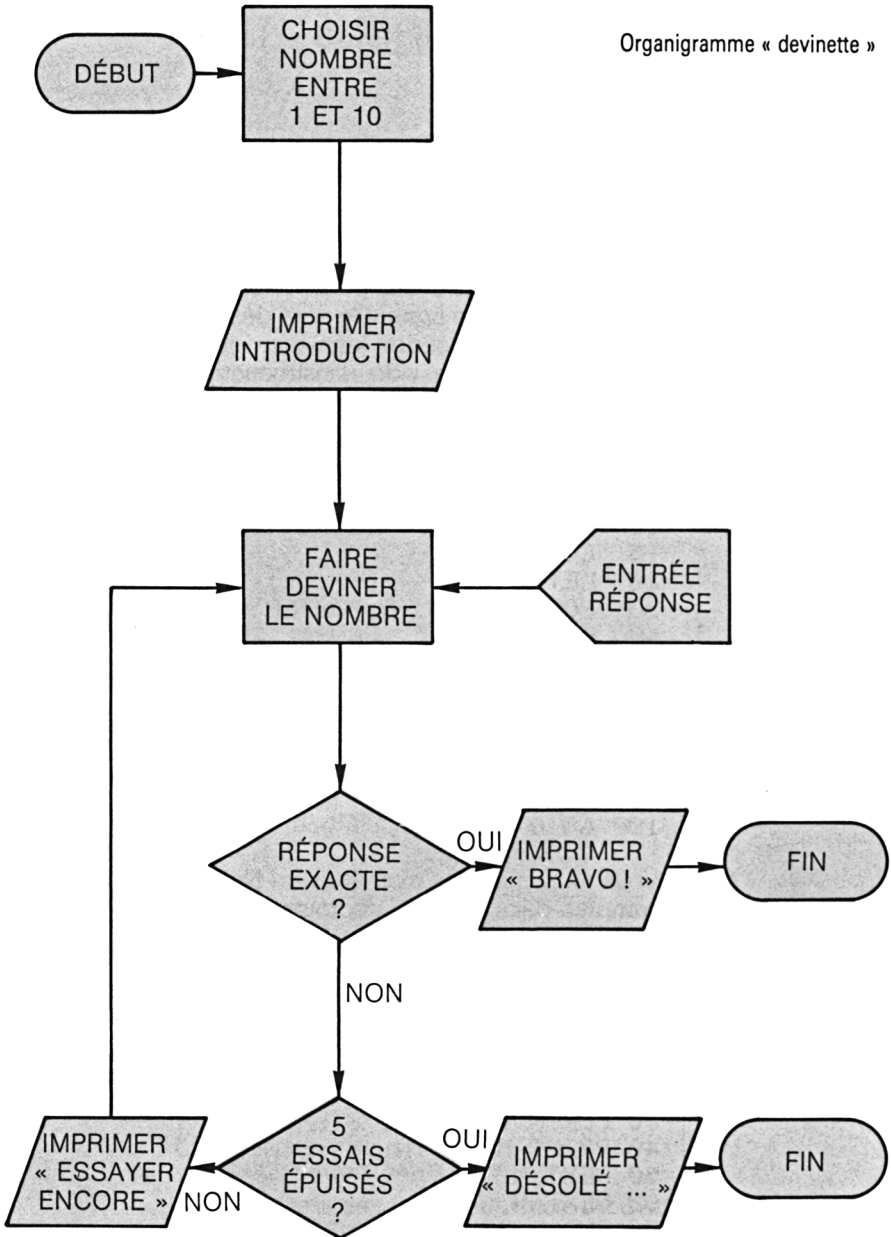 Organigramme « devinette »
DÉBUT
CHOISIR
NOMBRE
ENTRE
1 ET 10
IMPRIMER
INTRODUCTION
FAIRE
DEVINER
LE NOMBRE
ENTRÉE
RÉPONSE
RÉPONSE
EXACTE
?
OUI
IMPRIMER
« BRAVO ! »
FIN
NON
5
ESSAIS
ÉPUISÉS
?
OUI
IMPRIMER
« DÉSOLÉ ... »
FIN
NON
IMPRIMER
« ESSAYER
ENCORE »